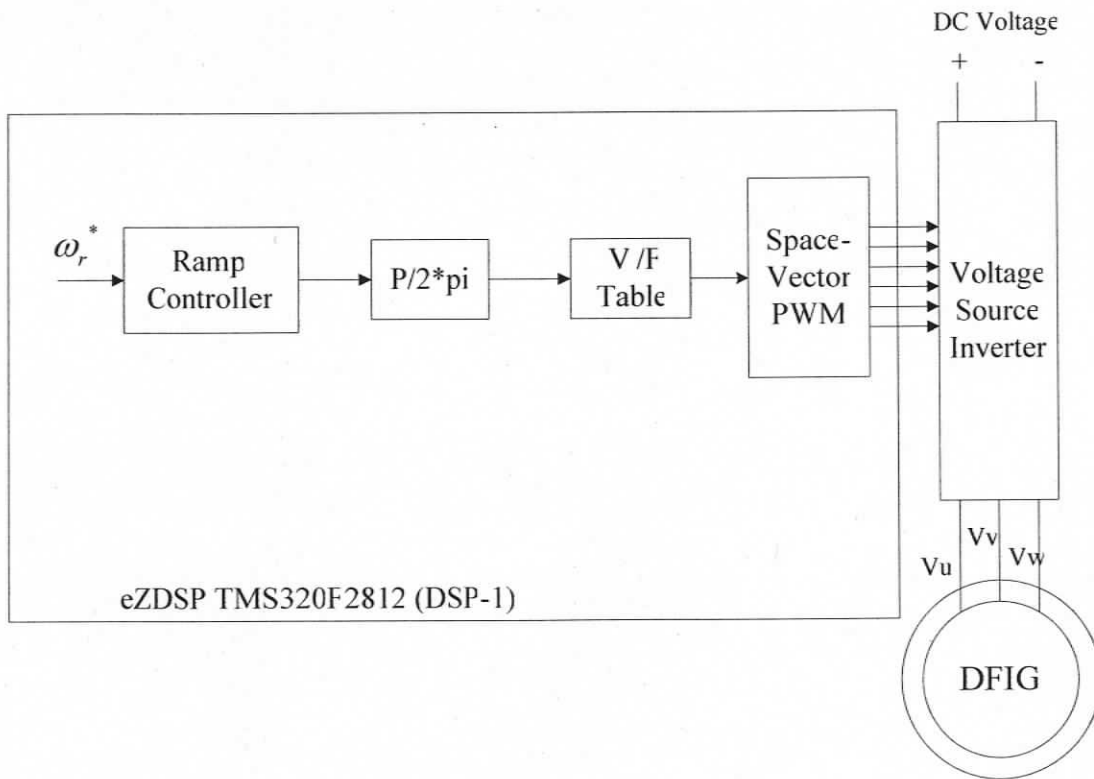 DC Voltage
+ -
ω_r^*
Ramp
Controller
P/2*pi
V/F
Table
Space-
Vector
PWM
Voltage
Source
Inverter
Vu
Vv
Vw
eZDSP TMS320F2812 (DSP-1)
DFIG